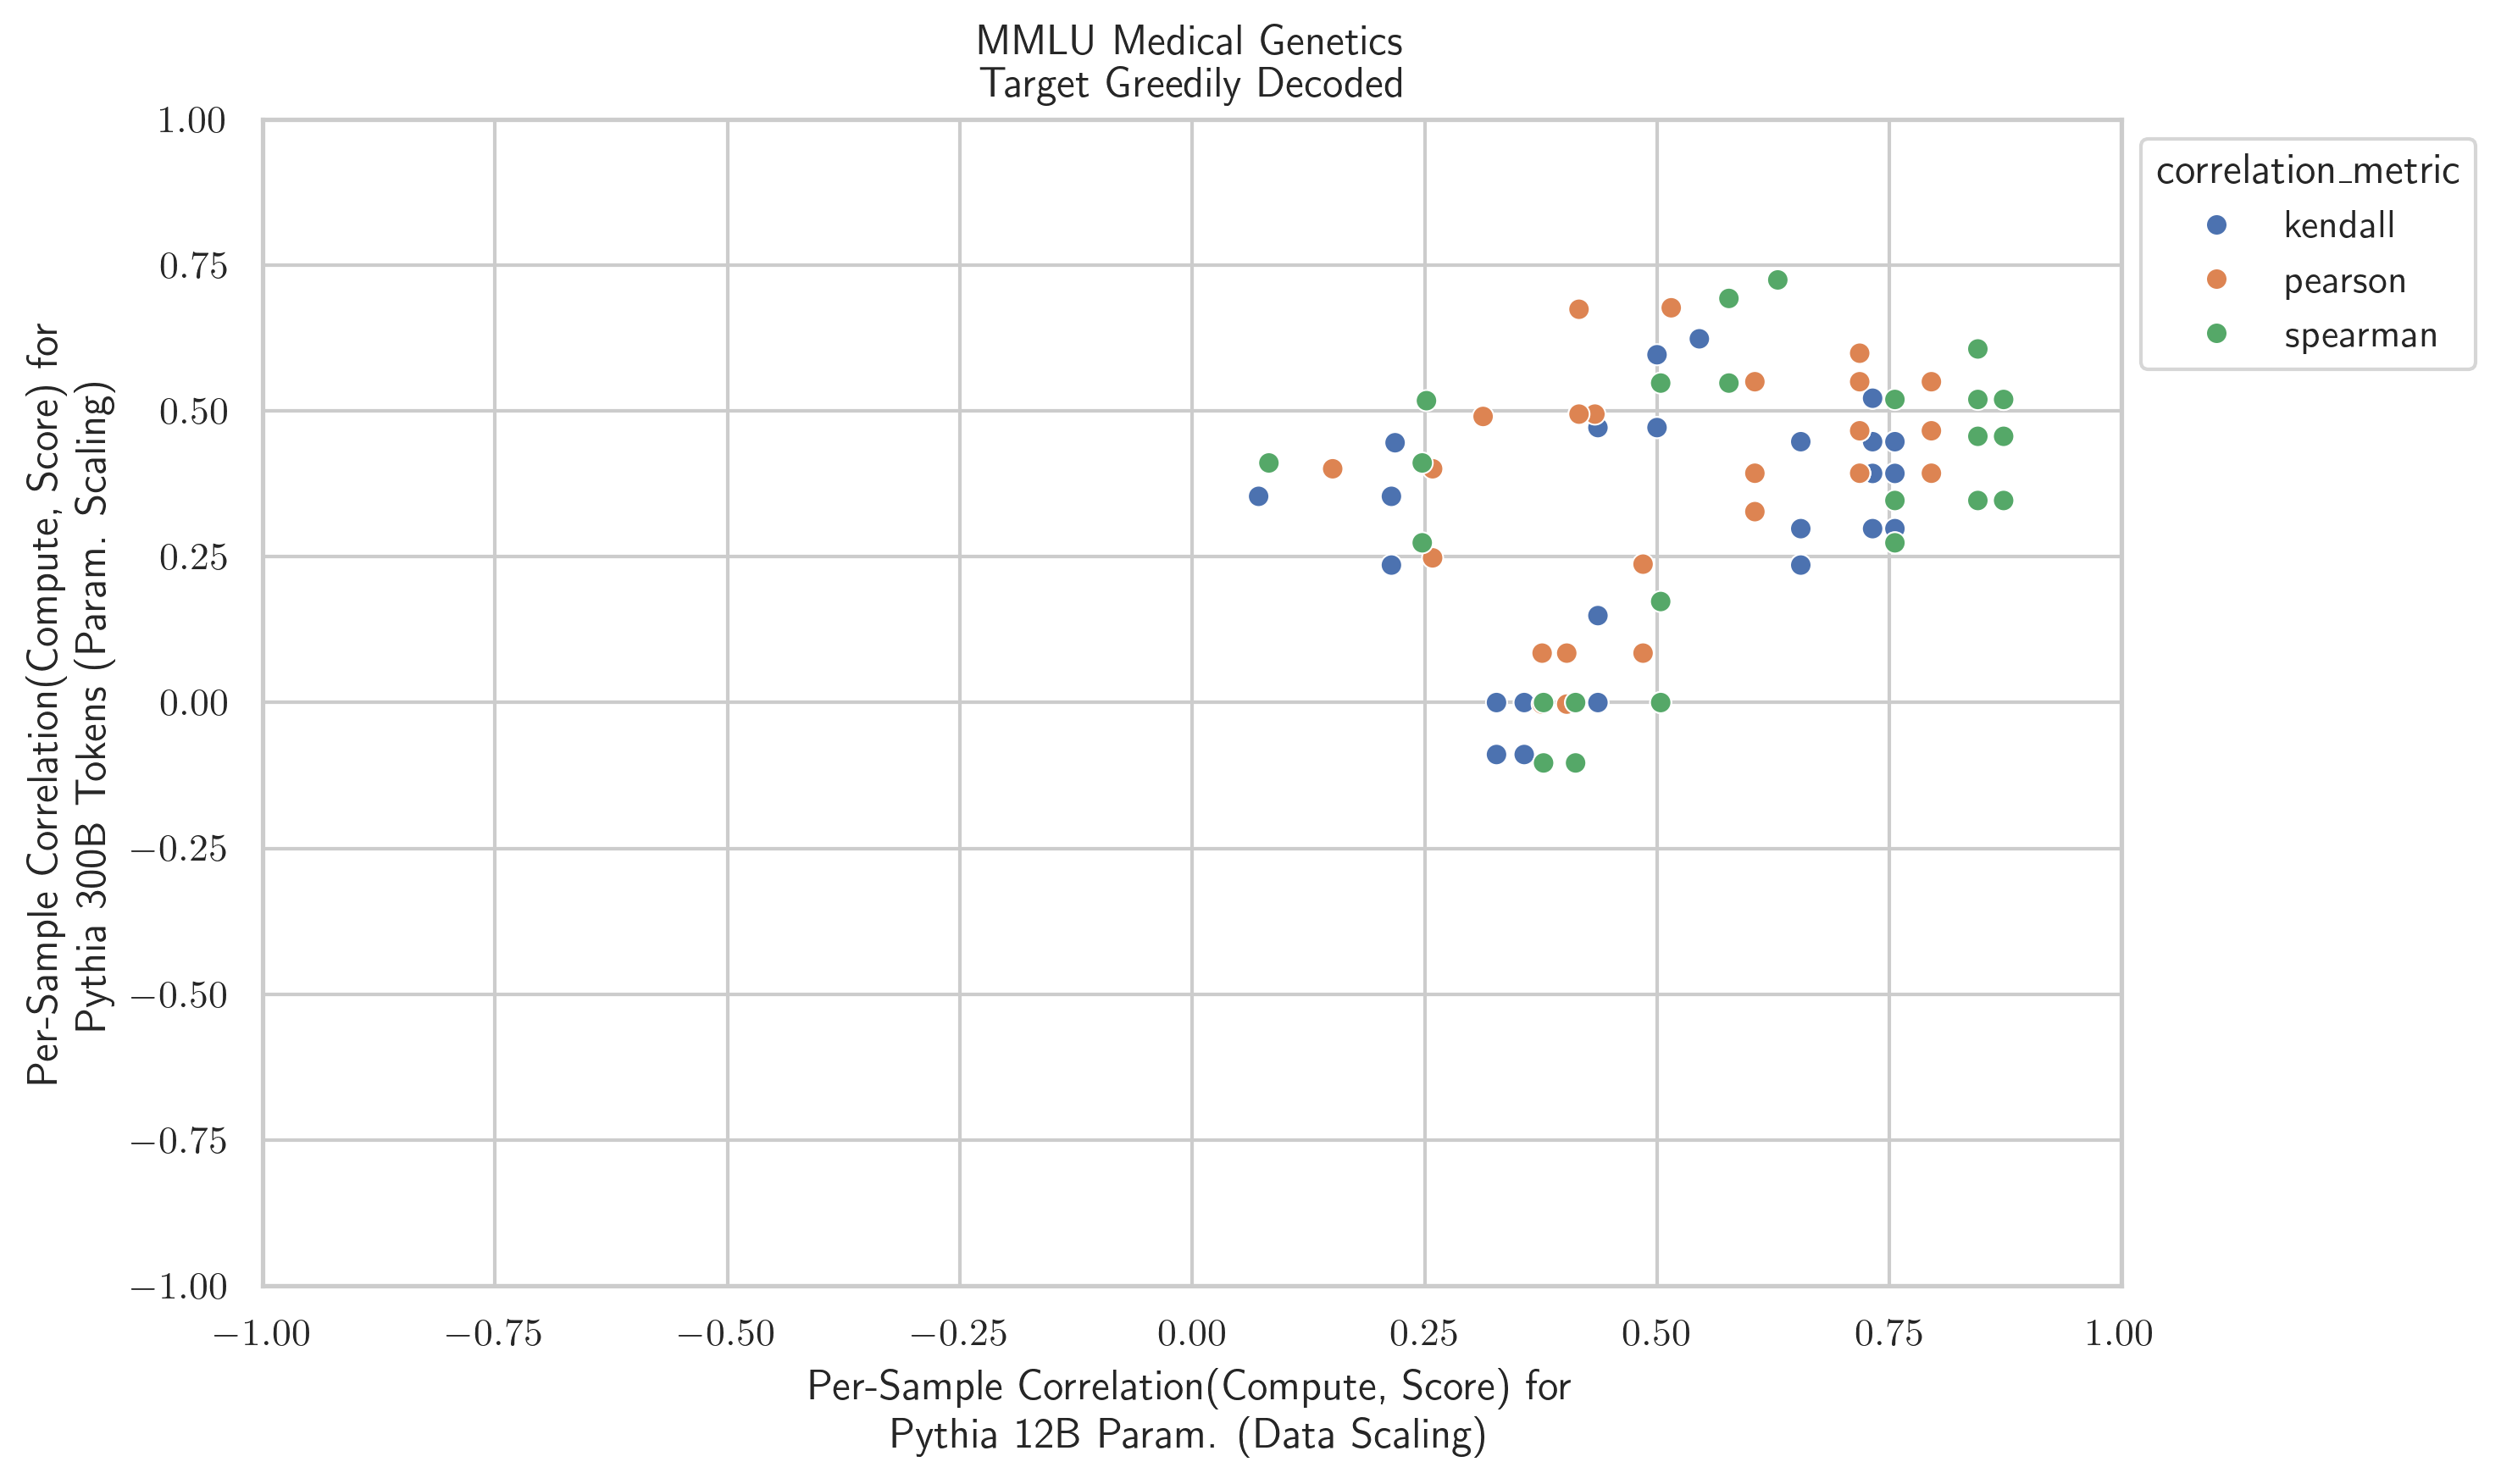 MMLU Medical Genetics
Target Greedily Decoded
1.00
0.75
0.50
0.25
0.00
−0.25
−0.50
−0.75
−1.00
Per-Sample Correlation(Compute, Score) for
Pythia 300B Tokens (Param. Scaling)
−1.00
−0.75
−0.50
−0.25
0.00
0.25
0.50
0.75
1.00
Per-Sample Correlation(Compute, Score) for
Pythia 12B Param. (Data Scaling)
correlation_metric
kendall
pearson
spearman